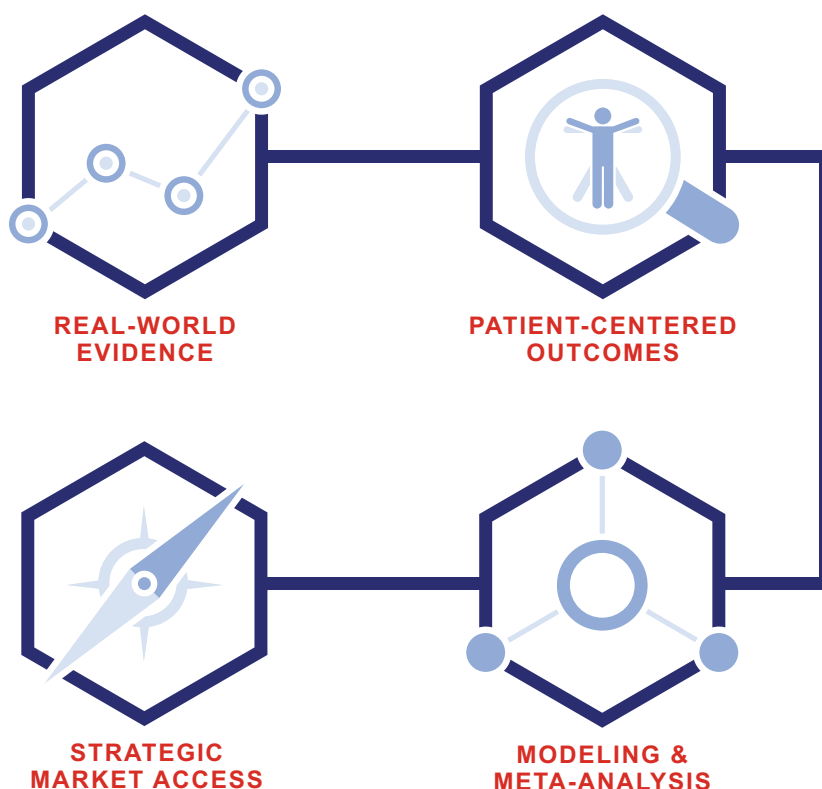 REAL-WORLD
EVIDENCE
PATIENT-CENTERED
OUTCOMES
STRATEGIC
MARKET ACCESS
MODELING &
META-ANALYSIS